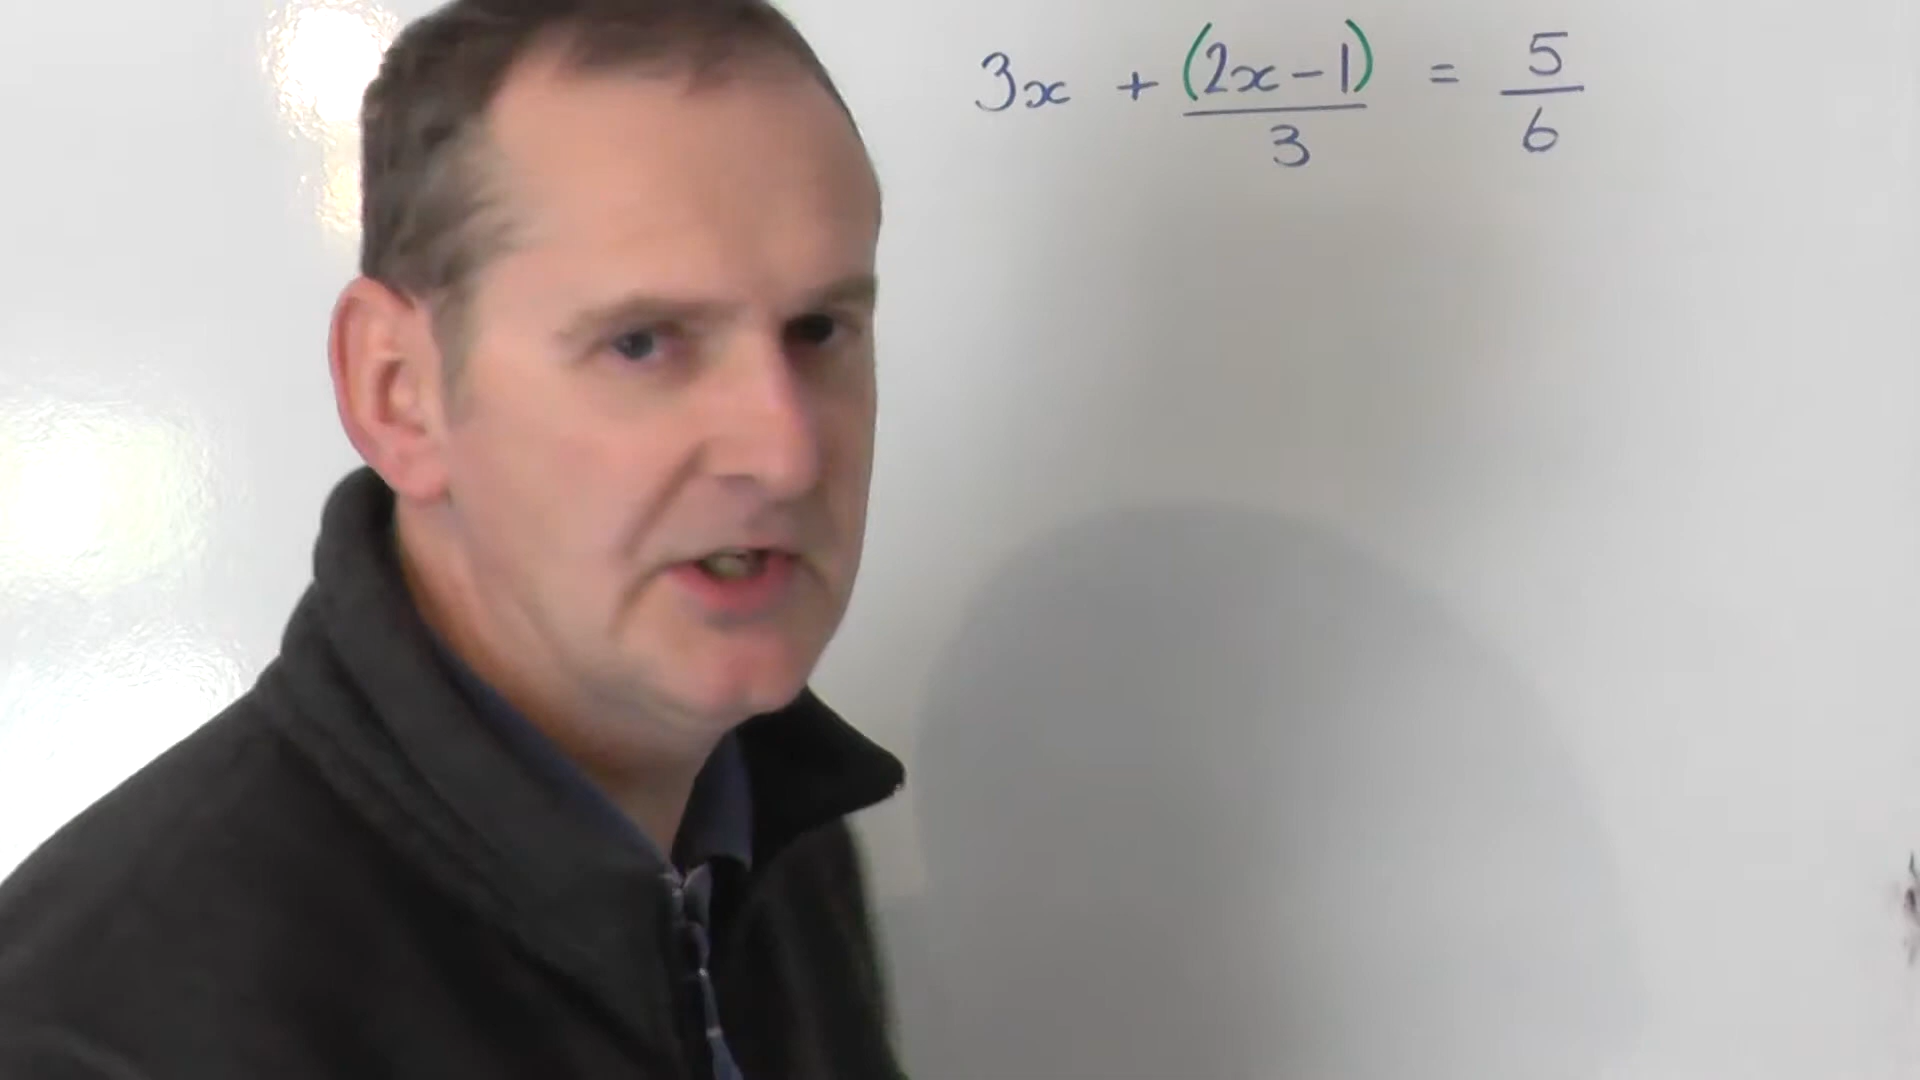 3x + (2x-1)/3 = 5/6